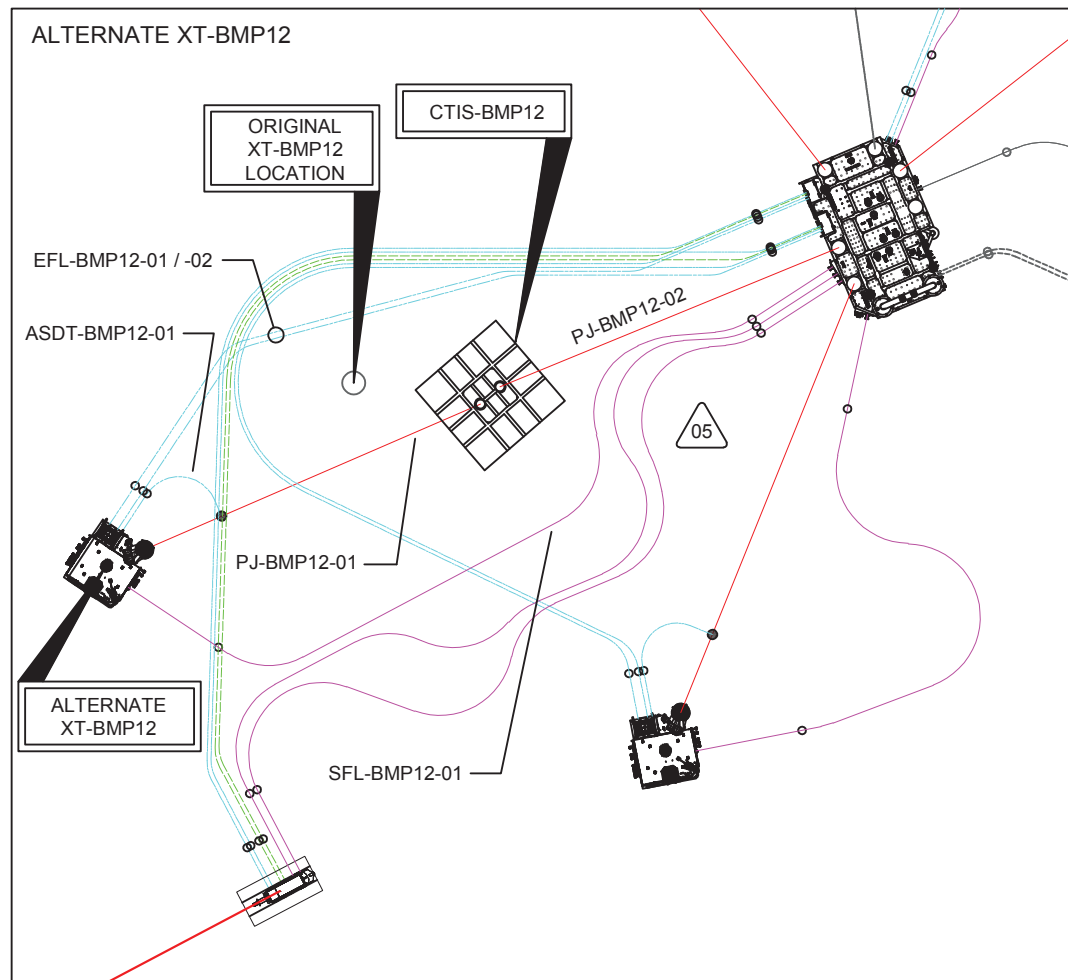 ALTERNATE XT-BMP12
CTIS-BMP12
ORIGINAL
XT-BMP12
LOCATION
EFL-BMP12-01 / -02
ASDT-BMP12-01
PJ-BMP12-02
05
PJ-BMP12-01
ALTERNATE
XT-BMP12
SFL-BMP12-01